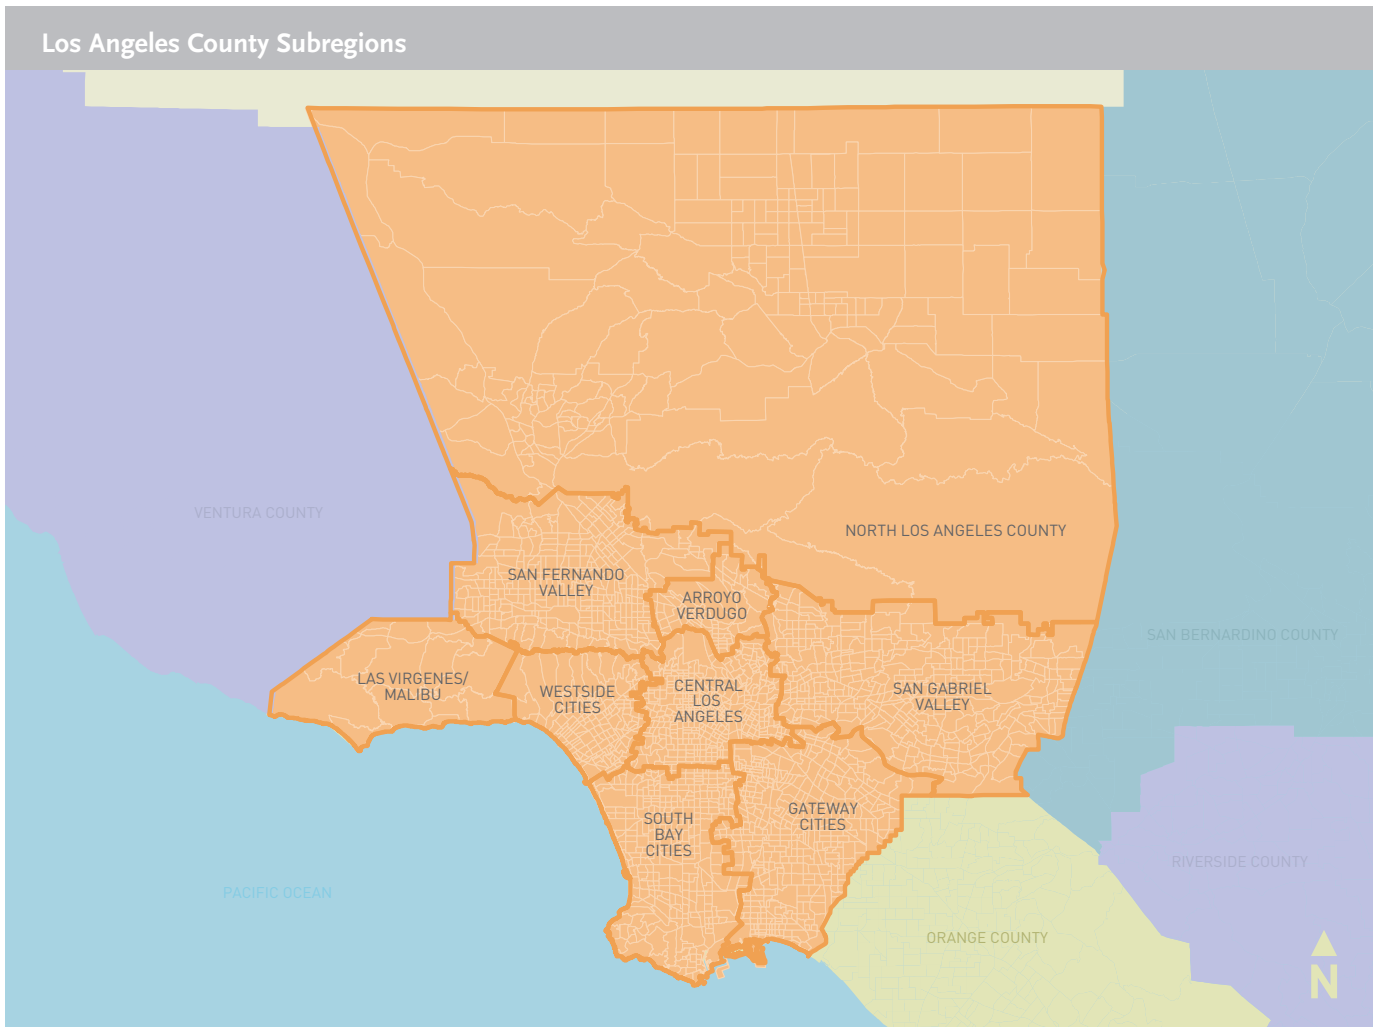 Los Angeles County Subregions
VENTURA COUNTY
NORTH LOS ANGELES COUNTY
SAN FERNANDO
VALLEY
ARROYO
VERDUGO
SAN BERNARDINO COUNTY
LAS VIRGENES/
MALIBU
WESTSIDE
CITIES
CENTRAL
LOS
ANGELES
SAN GABRIEL
VALLEY
SOUTH
BAY
CITIES
GATEWAY
CITIES
RIVERSIDE COUNTY
PACIFIC OCEAN
ORANGE COUNTY
N